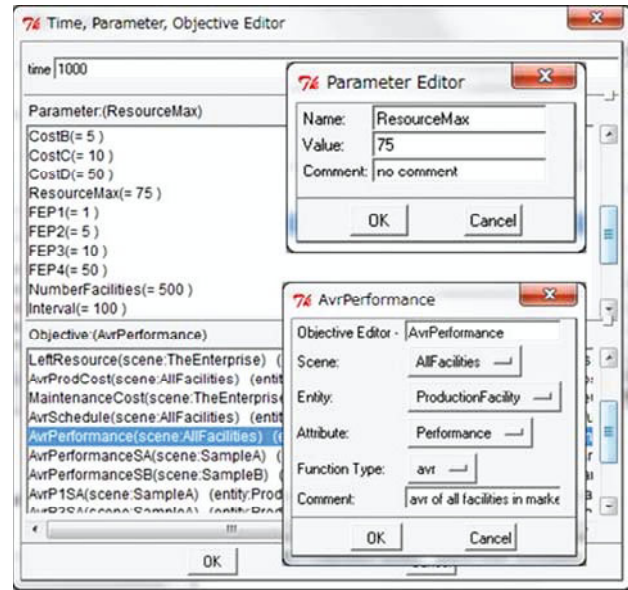 Time, Parameter, Objective Editor
time 1000
Parameter:(ResourceMax)
CostB(= 5 )
CostC(= 10 )
CostD(= 50 )
ResourceMax(= 75 )
FEP1(= 1 )
FEP2(= 5 )
FEP3(= 10 )
FEP4(= 50 )
NumberFacilities(= 500 )
Interval(= 100 )
Objective:(AvrPerformance)
LeftResource(scene:TheEnterprise) (
AvrProdCost(scene:AllFacilities) (entit
MaintenanceCost(scene:TheEnterprise
AvrSchedule(scene:AllFacilities) (entit
AvrPerformance(scene:AllFacilities) (e
AvrPerformanceSA(scene:SampleA) (
AvrPerformanceSB(scene:SampleB) (
AvrP1SA(scene:SampleA) (entity:Prod
OK
Parameter Editor
Name: ResourceMax
Value: 75
Comment: no comment
OK Cancel
AvrPerformance
Objective Editor - AvrPerformance
Scene: AllFacilities
Entity: ProductionFacility
Attribute: Performance
Function Type: avr
Comment: avr of all facilities in marke
OK Cancel